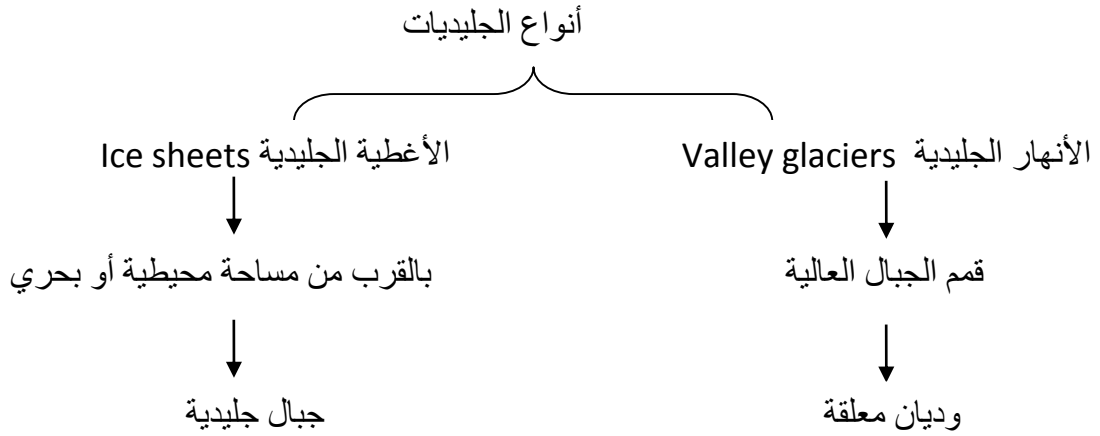 أنواع الجليديات
الأنهار الجليدية Valley glaciers
الأغطية الجليدية Ice sheets
قمم الجبال العالية
بالقرب من مساحة محيطية أو بحري
وديان معلقة
جبال جليدية